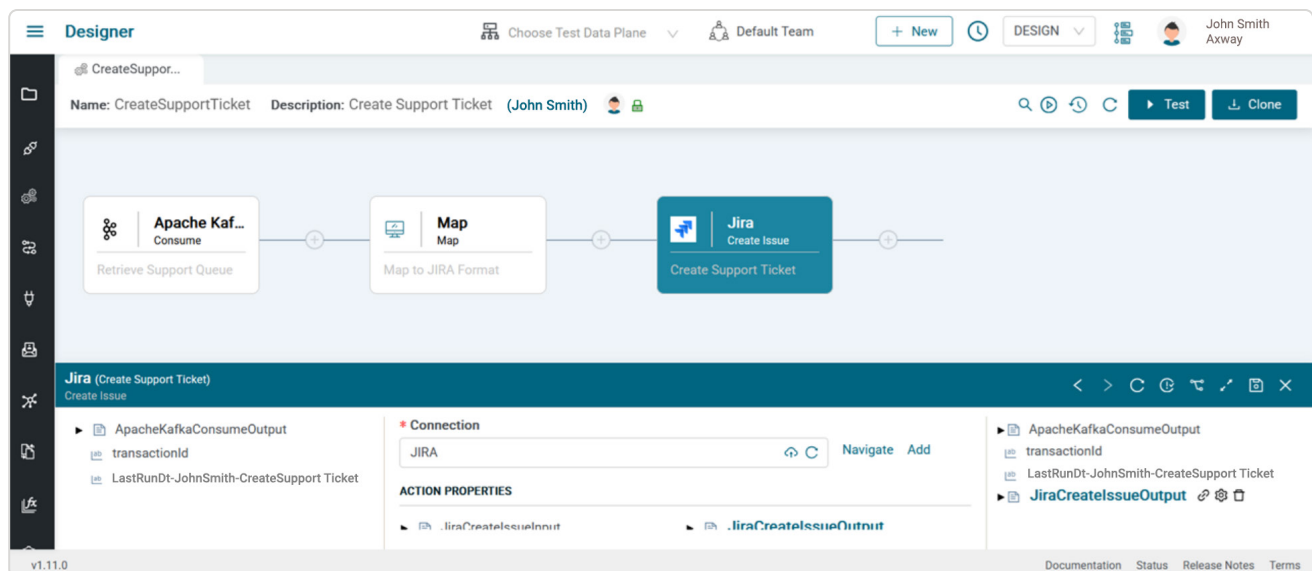 Designer
Choose Test Data Plane
Default Team
+ New
DESIGN
John Smith
Axway
CreateSuppor...
Name: CreateSupportTicket Description: Create Support Ticket (John Smith)
Test
Clone
Apache Kaf...
Consume
Retrieve Support Queue
Map
Map
Map to JIRA Format
Jira
Create Issue
Create Support Ticket
Jira (Create Support Ticket)
Create Issue
ApacheKafkaConsumeOutput
transactionId
LastRunDt-JohnSmith-CreateSupport Ticket
* Connection
JIRA
Navigate Add
ACTION PROPERTIES
JiraCreateIssueInput
JiraCreateIssueOutput
ApacheKafkaConsumeOutput
transactionId
LastRunDt-JohnSmith-CreateSupport Ticket
JiraCreateIssueOutput
v1.11.0
Documentation Status Release Notes Terms